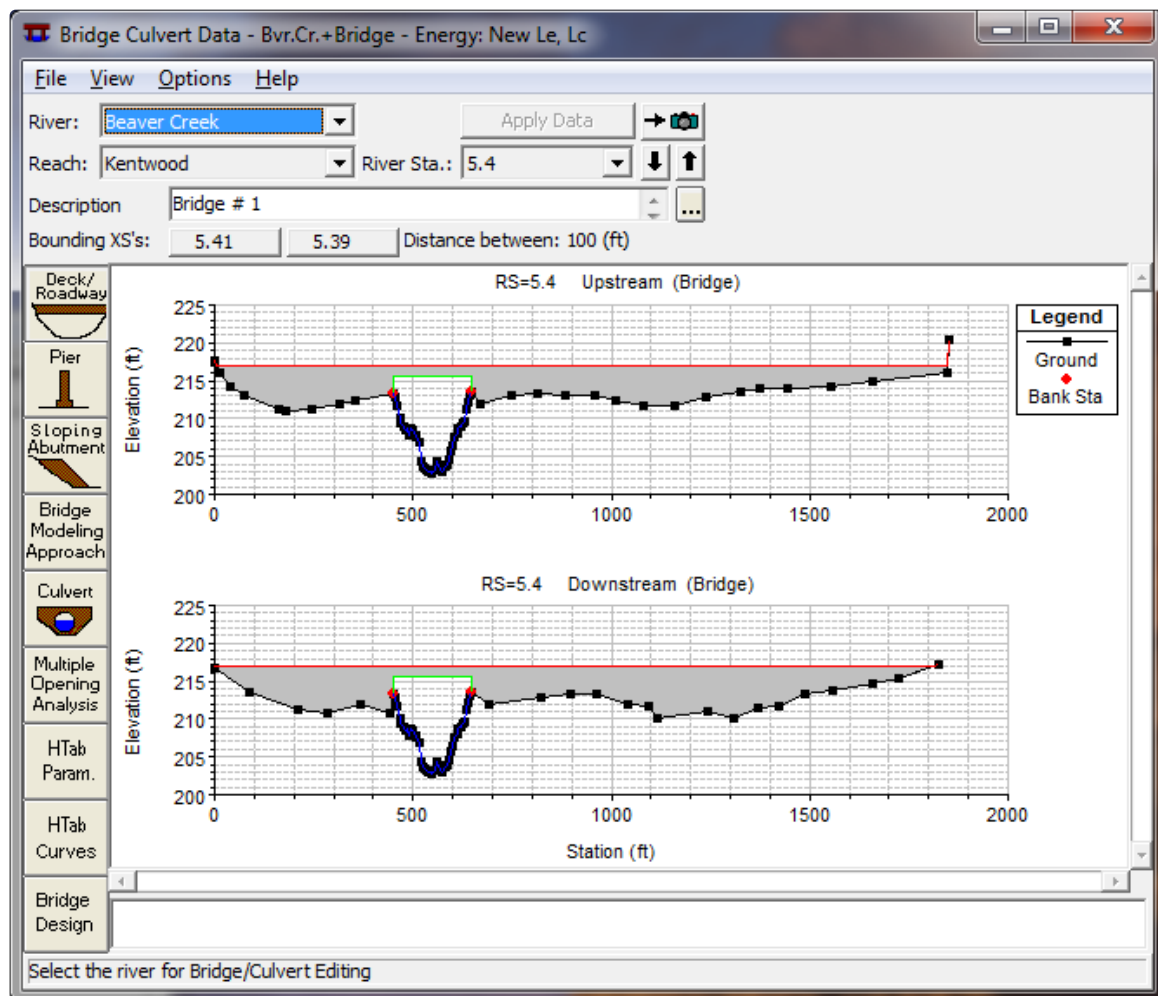 Bridge Culvert Data - Bvr.Cr.+Bridge - Energy: New Le, Lc
File View Options Help
River: Beaver Creek Apply Data
Reach: Kentwood River Sta.: 5.4
Description Bridge # 1 ...
Bounding XS's: 5.41 5.39 Distance between: 100 (ft)
Deck/
Roadway
Pier
Sloping
Abutment
Bridge
Modeling
Approach
Culvert
Multiple
Opening
Analysis
HTab
Param.
HTab
Curves
Bridge
Design
RS=5.4 Upstream (Bridge)
225
220
215
210
205
200
Elevation (ft)
0 500 1000 1500 2000
Legend
Ground
Bank Sta
RS=5.4 Downstream (Bridge)
225
220
215
210
205
200
Elevation (ft)
0 500 1000 1500 2000
Station (ft)
Select the river for Bridge/Culvert Editing